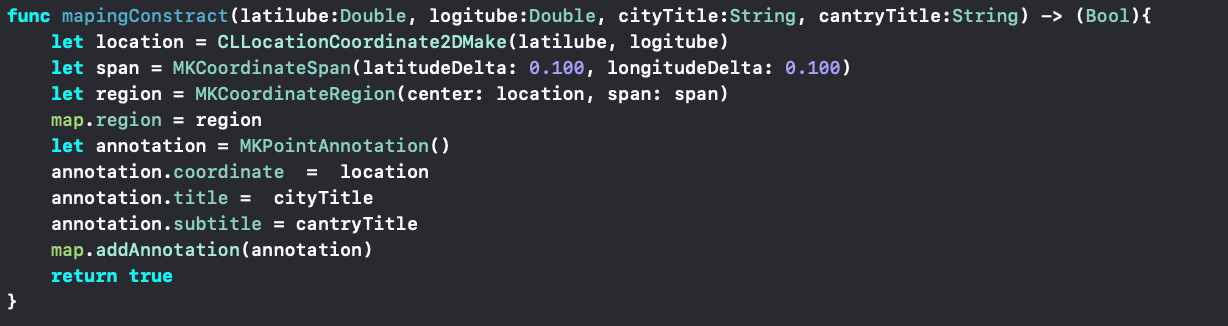 func mapingConstract(latilube:Double, logitube:Double, cityTitle:String, cantryTitle:String) -> (Bool){
    let location = CLLocationCoordinate2DMake(latilube, logitube)
    let span = MKCoordinateSpan(latitudeDelta: 0.100, longitudeDelta: 0.100)
    let region = MKCoordinateRegion(center: location, span: span)
    map.region = region
    let annotation = MKPointAnnotation()
    annotation.coordinate  =  location
    annotation.title =  cityTitle
    annotation.subtitle = cantryTitle
    map.addAnnotation(annotation)
    return true
}